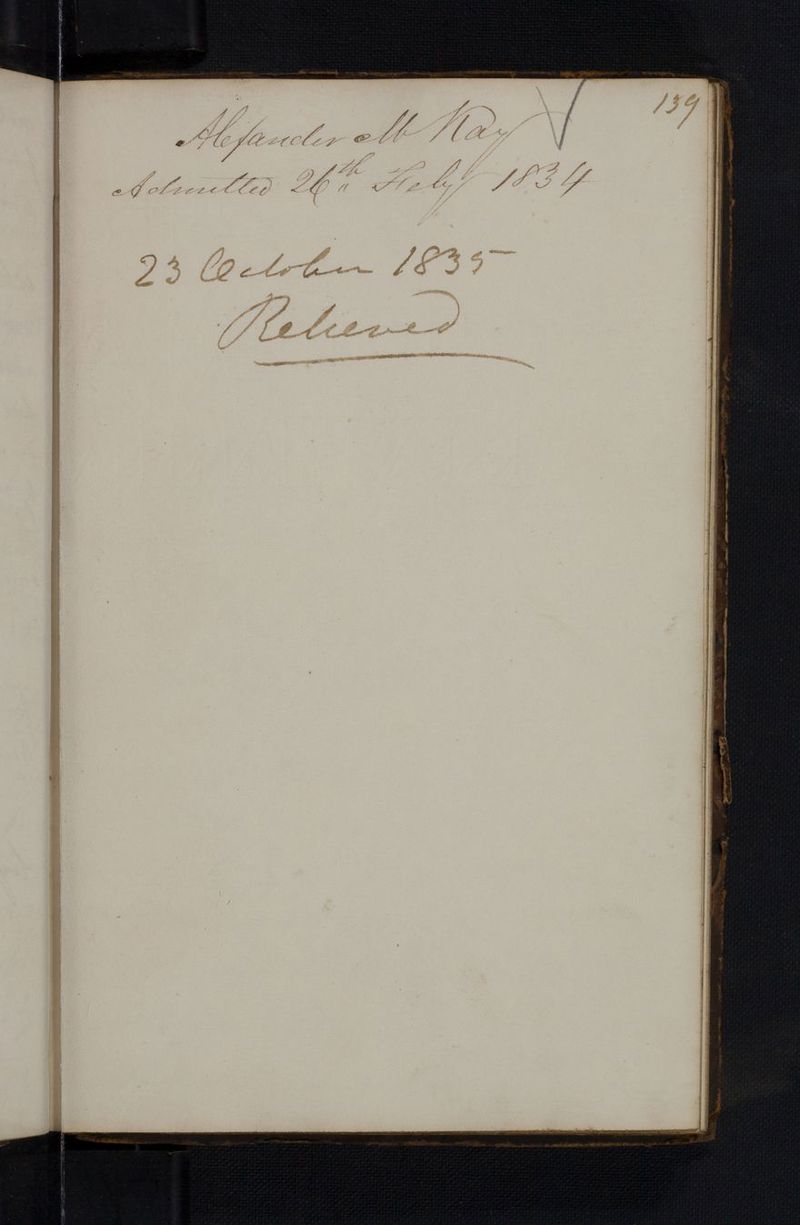 139
Alexander McKay
Admitted 26th Feby 1834
23 October 1835
Relieved